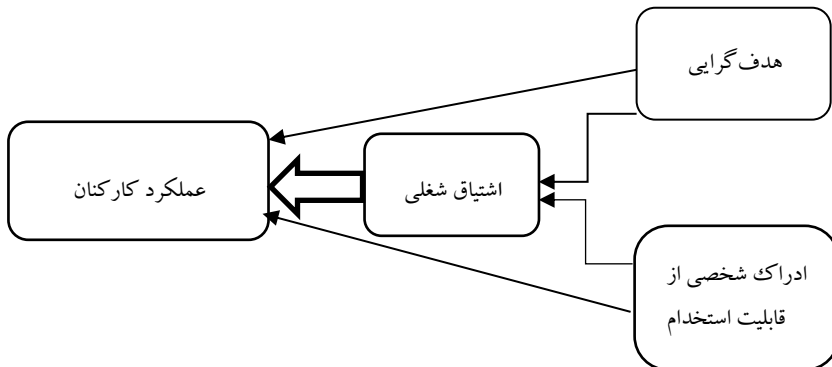 هدف‌گرایی
اشتیاق شغلی
عملکرد کارکنان
ادراک شخصی از
قابلیت استخدام